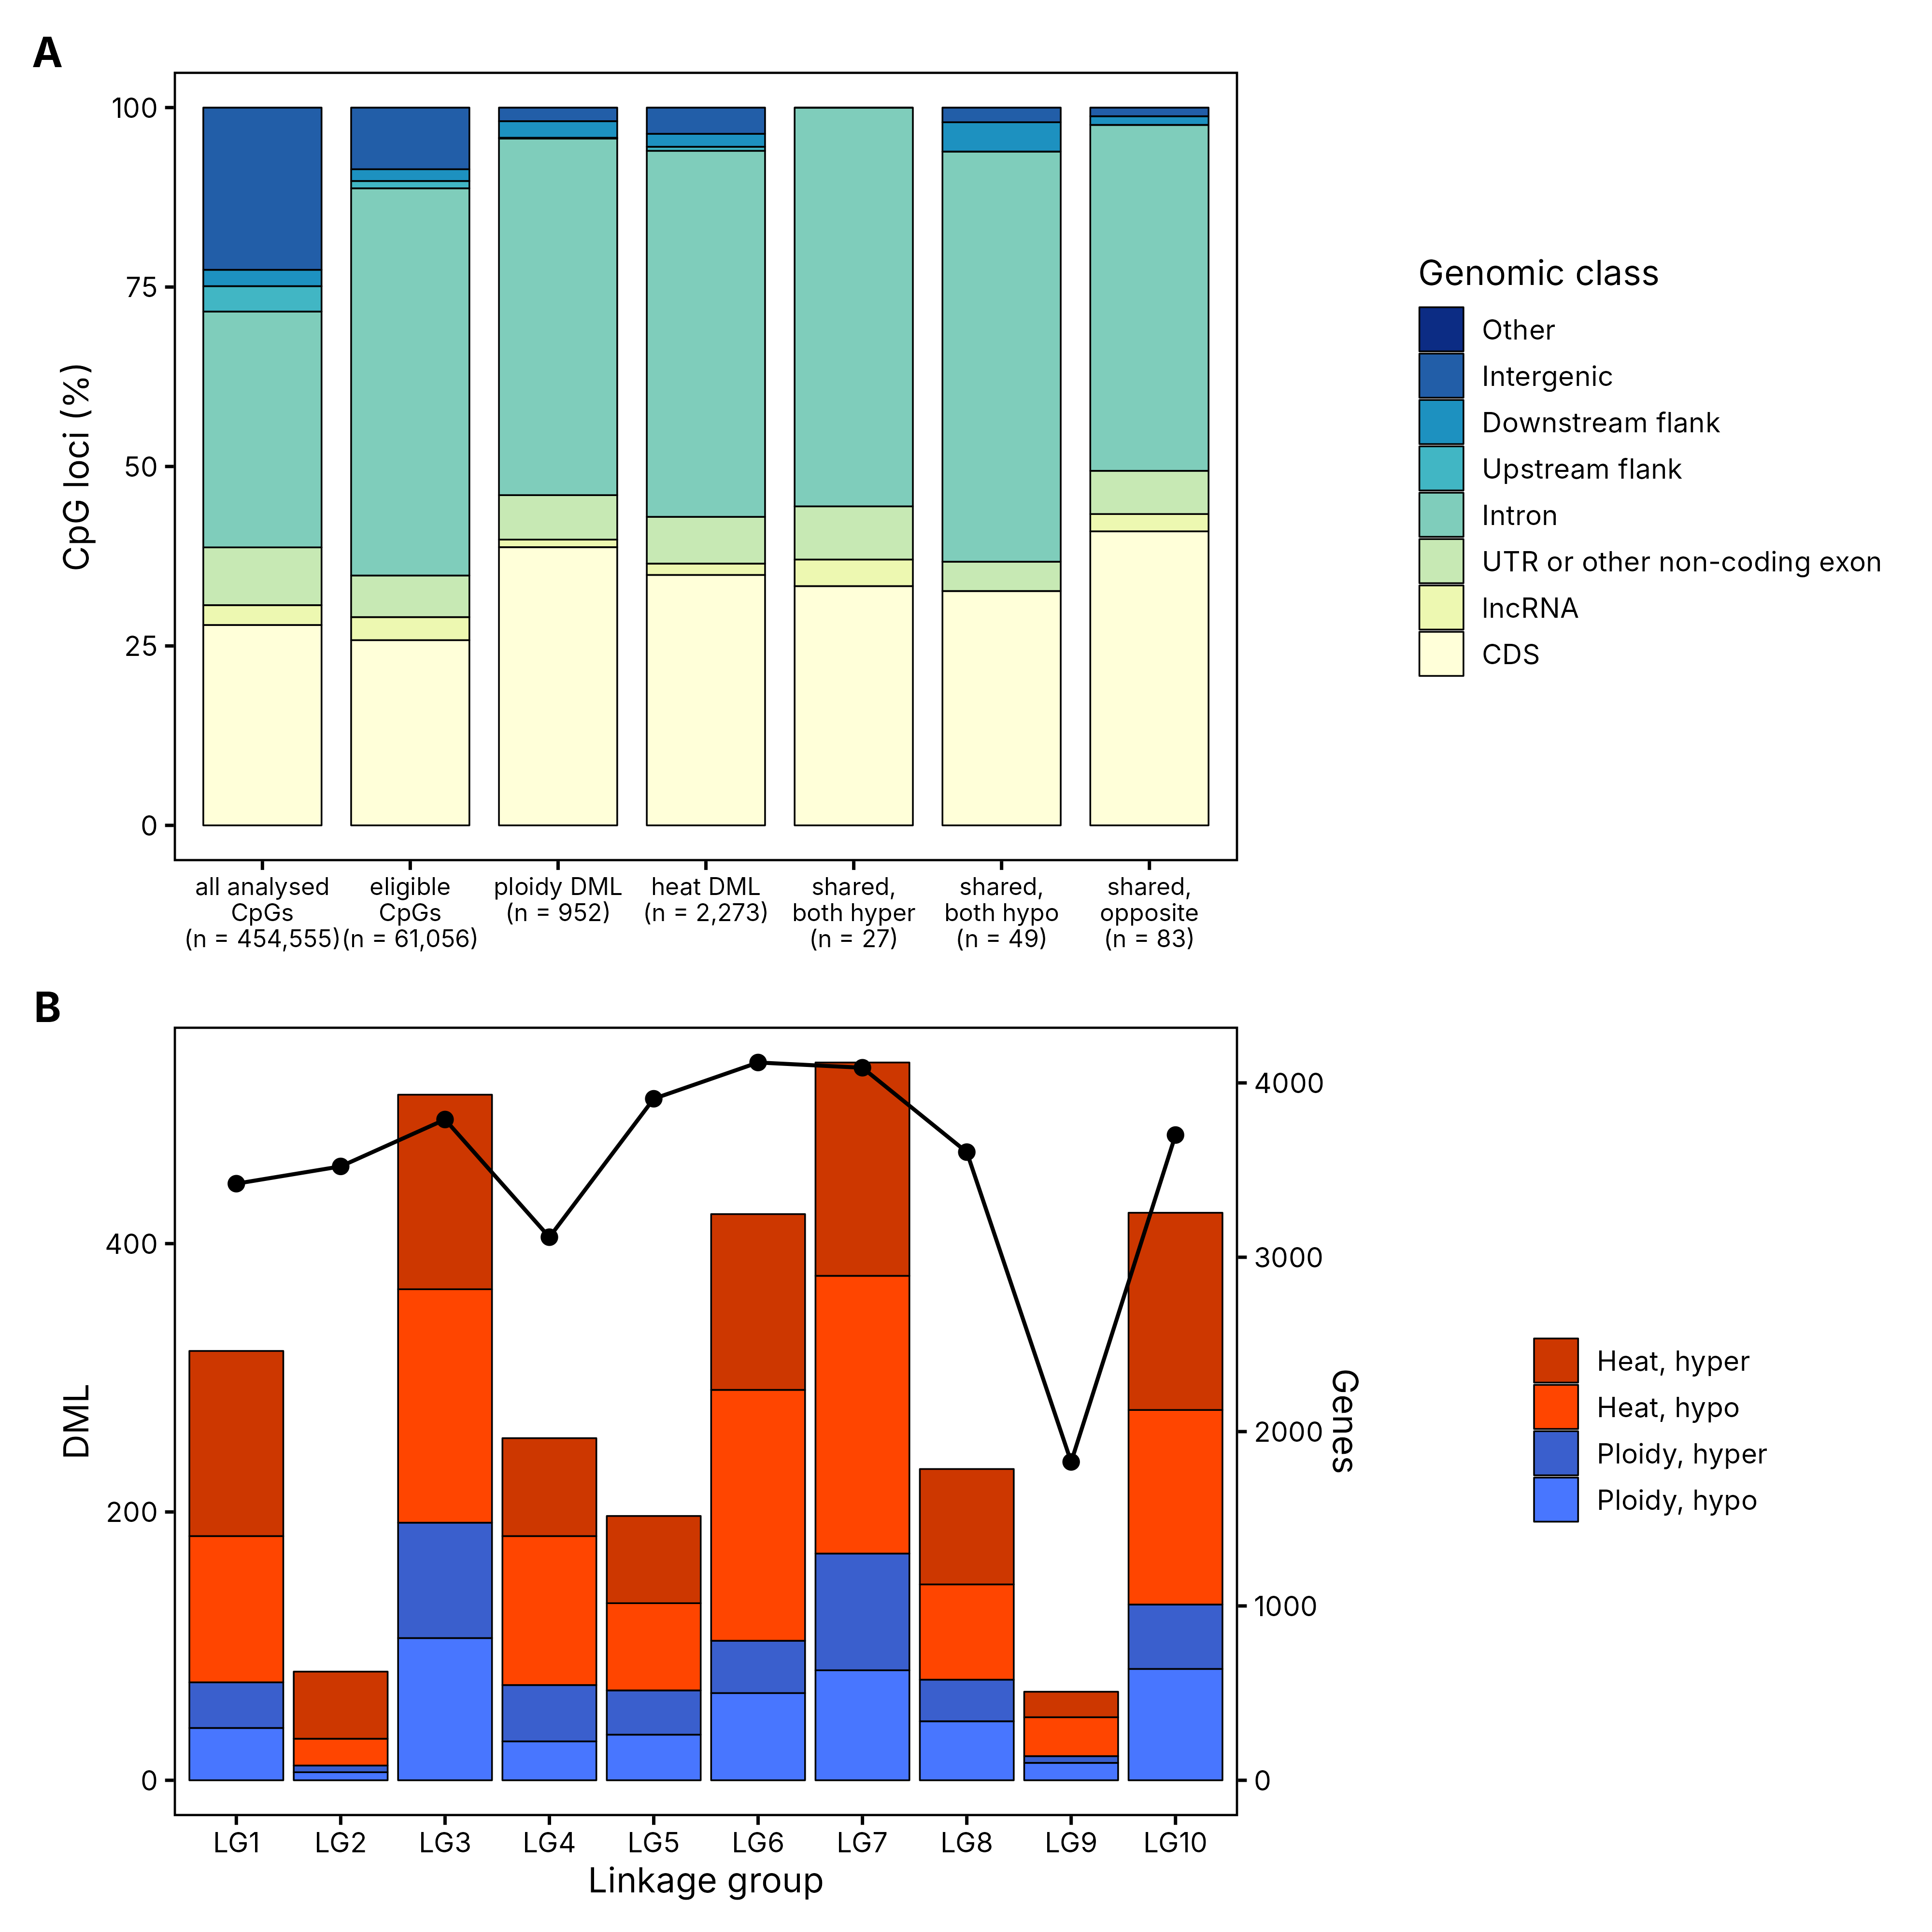 A
100
75
50
25
0
CpG loci (%)
all analysed
CpGs
(n = 454,555)
eligible
CpGs
(n = 61,056)
ploidy DML
(n = 952)
heat DML
(n = 2,273)
shared,
both hyper
(n = 27)
shared,
both hypo
(n = 49)
shared,
opposite
(n = 83)
Genomic class
Other
Intergenic
Downstream flank
Upstream flank
Intron
UTR or other non-coding exon
lncRNA
CDS
B
400
200
0
DML
4000
3000
2000
1000
0
Genes
LG1
LG2
LG3
LG4
LG5
LG6
LG7
LG8
LG9
LG10
Linkage group
Heat, hyper
Heat, hypo
Ploidy, hyper
Ploidy, hypo